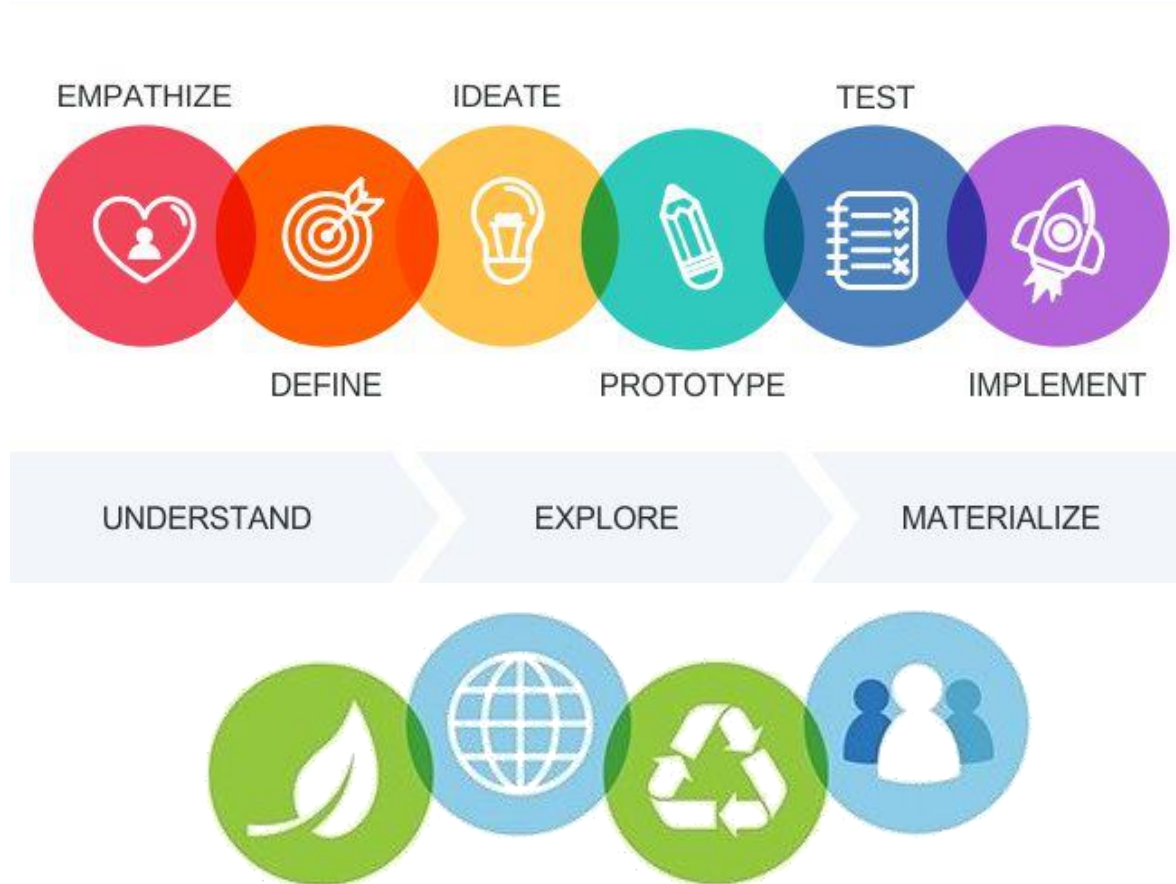 EMPATHIZE
IDEATE
TEST
DEFINE
PROTOTYPE
IMPLEMENT
UNDERSTAND
EXPLORE
MATERIALIZE